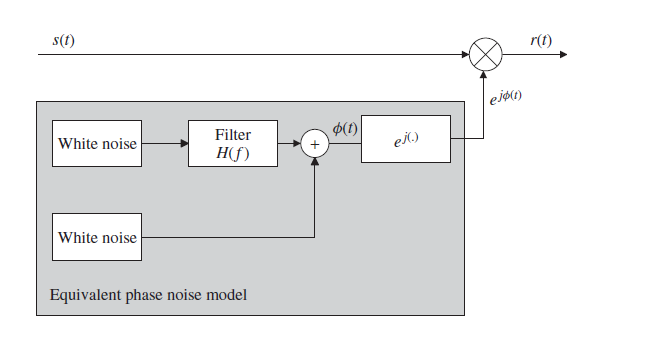 s(t)
r(t)
e^{jϕ(t)}
White noise
Filter
H(f)
+
ϕ(t)
e^{j(.)}
White noise
Equivalent phase noise model